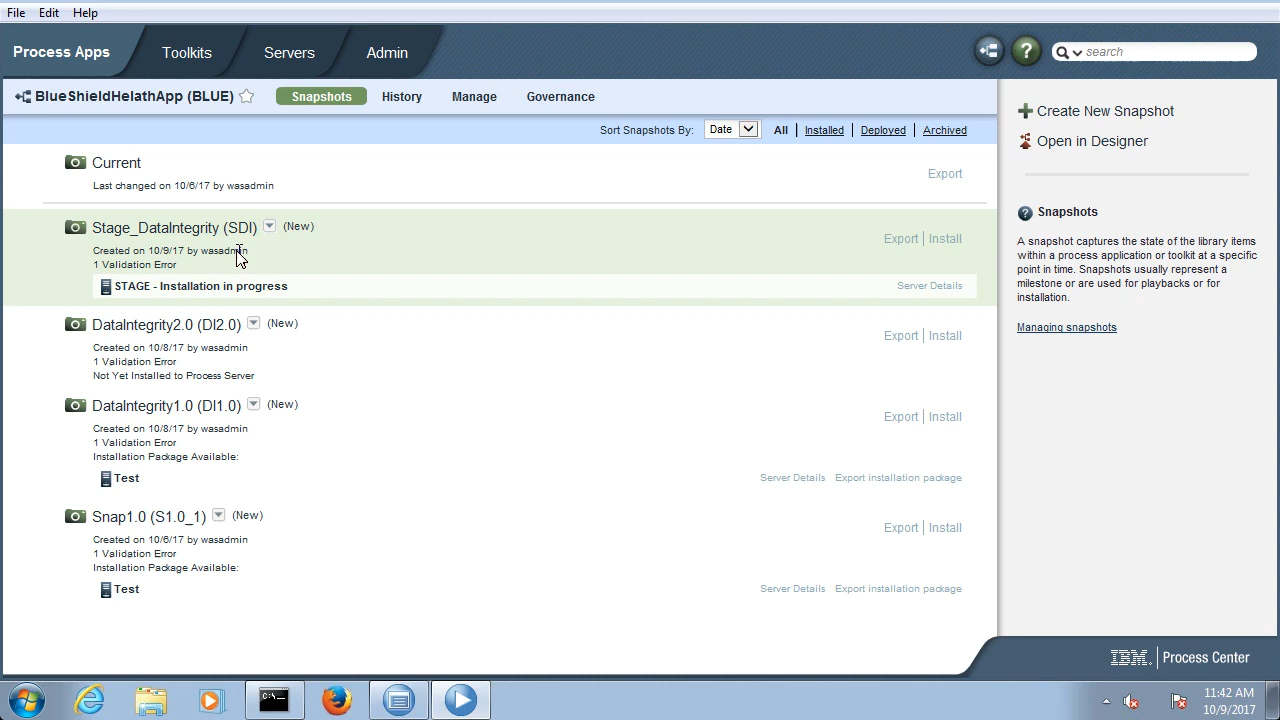 File Edit Help
Process Apps Toolkits Servers Admin search
BlueShieldHelathApp (BLUE) Snapshots History Manage Governance
Sort Snapshots By: Date All Installed Deployed Archived
Current
Last changed on 10/6/17 by wasadmin
Export
Stage_DataIntegrity (SDI) (New)
Created on 10/9/17 by wasadmin
1 Validation Error
Export Install
STAGE - Installation in progress Server Details
DataIntegrity2.0 (DI2.0) (New)
Created on 10/8/17 by wasadmin
1 Validation Error
Not Yet Installed to Process Server
Export Install
DataIntegrity1.0 (DI1.0) (New)
Created on 10/8/17 by wasadmin
1 Validation Error
Installation Package Available:
Export Install
Test Server Details Export installation package
Snap1.0 (S1.0_1) (New)
Created on 10/6/17 by wasadmin
1 Validation Error
Installation Package Available:
Export Install
Test Server Details Export installation package
Create New Snapshot
Open in Designer
Snapshots
A snapshot captures the state of the library items
within a process application or toolkit at a specific
point in time. Snapshots usually represent a
milestone or are used for playbacks or for
installation.
Managing snapshots
IBM. Process Center
11:42 AM
10/9/2017